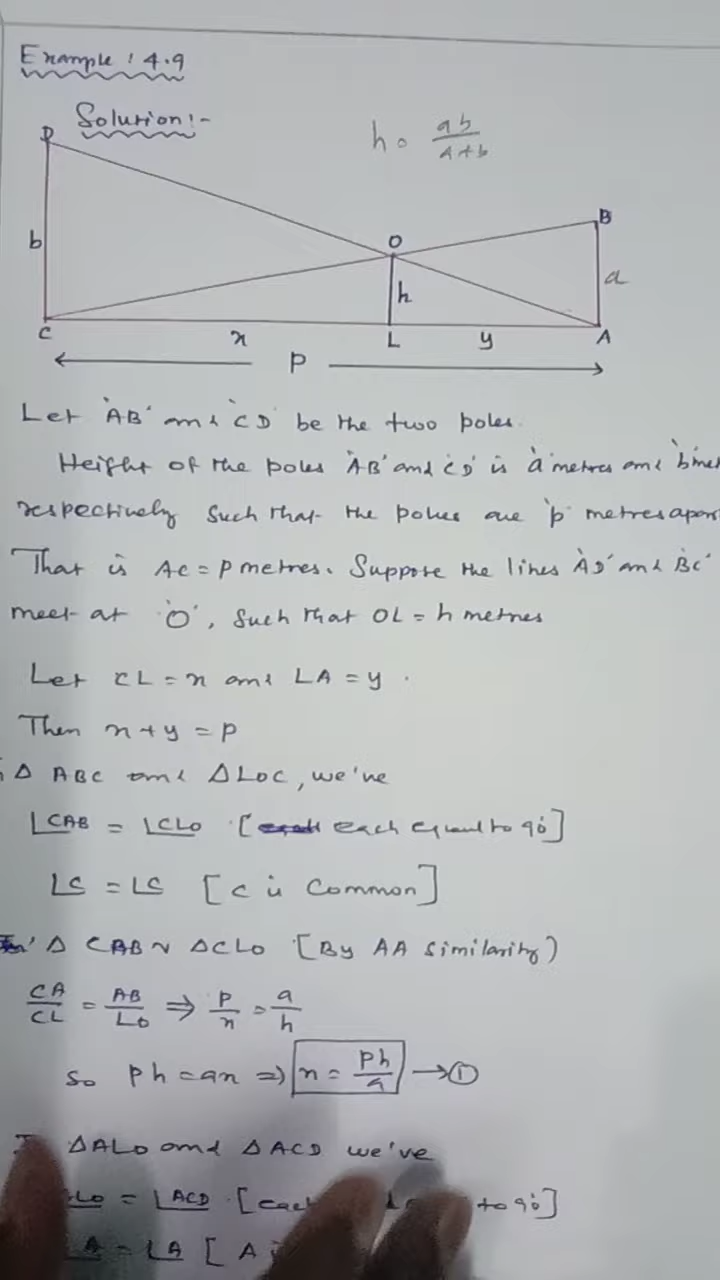 Example: 4.9
Solution:-
h = ab/a+b
D
B
b
O
h
a
C
x
L
y
A
P
Let 'AB' and 'CD' be the two poles.
Height of the poles 'AB' and 'CD' is 'a' metres and 'b'
respectively such that the poles are 'p' metres
That is AC = P metres. Suppose the lines 'AD' and 'BC'
meet at 'O', such that OL = h metres
Let CL = x and LA = y.
Then x + y = p
Δ ABC and Δ LOC, we've
∠CAB = ∠CLO [each equal to 90°]
∠C = ∠C [C is Common]
Δ CAB ~ Δ CLO [By AA similarity)
CA/CL = AB/LO ⇒ P/x = a/h
So Ph = ax ⇒ x = Ph/a → ①
Δ ALO and Δ ACD we've
LO = ∠ACD [to 90°]
∠A [A